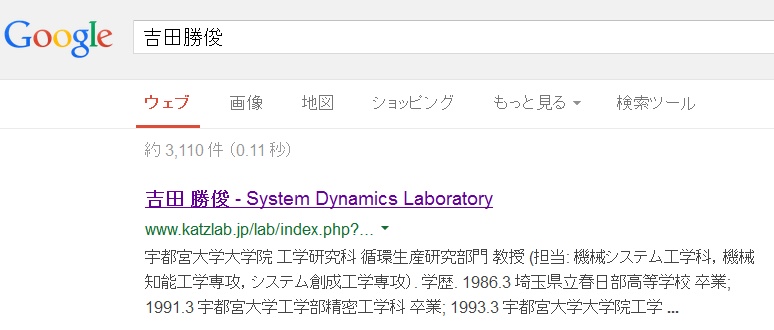 Google 吉田勝俊
ウェブ 画像 地図 ショッピング もっと見る 検索ツール
約 3,110 件 (0.11 秒)
吉田 勝俊 - System Dynamics Laboratory
www.katzlab.jp/lab/index.php?...
宇都宮大学大学院 工学研究科 循環生産研究部門 教授 (担当: 機械システム工学科, 機械
知能工学専攻, システム創成工学専攻). 学歴. 1986.3 埼玉県立春日部高等学校 卒業;
1991.3 宇都宮大学工学部精密工学科 卒業; 1993.3 宇都宮大学大学院工学 ...